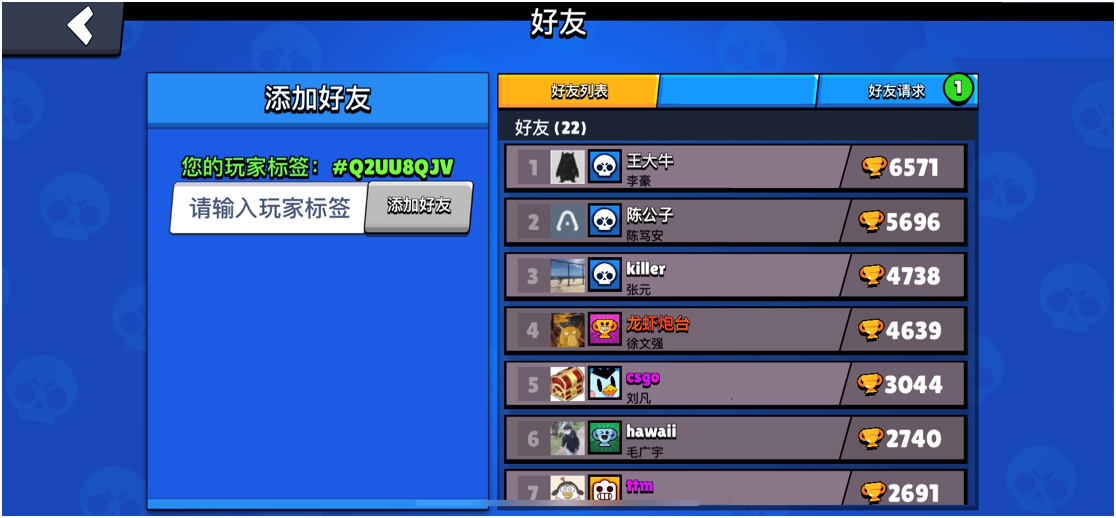 好友
添加好友
您的玩家标签：#Q2UU8QJV
请输入玩家标签
添加好友
好友列表
好友请求
1
好友 (22)
1
王大牛
李豪
6571
2
陈公子
陈笃安
5696
3
killer
张元
4738
4
龙虾炮台
徐文强
4639
5
csgo
刘凡
3044
6
hawaii
毛广宇
2740
7
ttm
2691